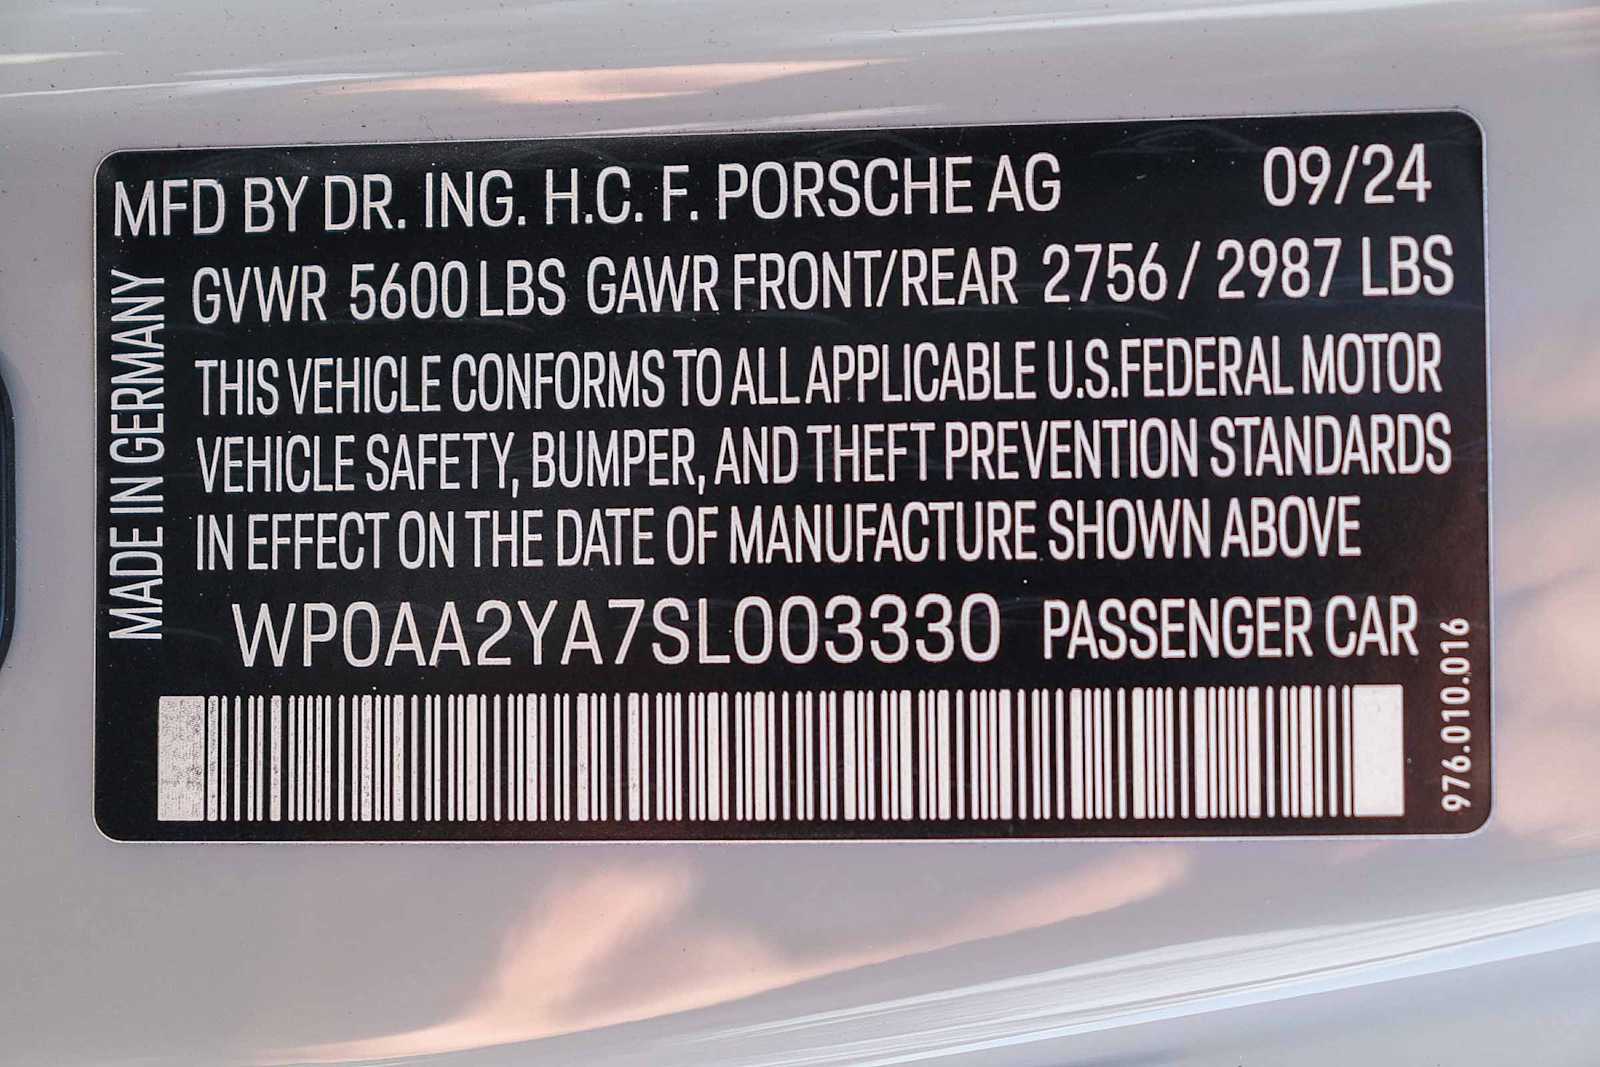 MFD BY DR. ING. H.C. F. PORSCHE AG 09/24
GVWR 5600 LBS GAWR FRONT/REAR 2756 / 2987 LBS
THIS VEHICLE CONFORMS TO ALL APPLICABLE U.S.FEDERAL MOTOR
VEHICLE SAFETY, BUMPER, AND THEFT PREVENTION STANDARDS
IN EFFECT ON THE DATE OF MANUFACTURE SHOWN ABOVE
WP0AA2YA7SL003330 PASSENGER CAR
MADE IN GERMANY
976.010.016